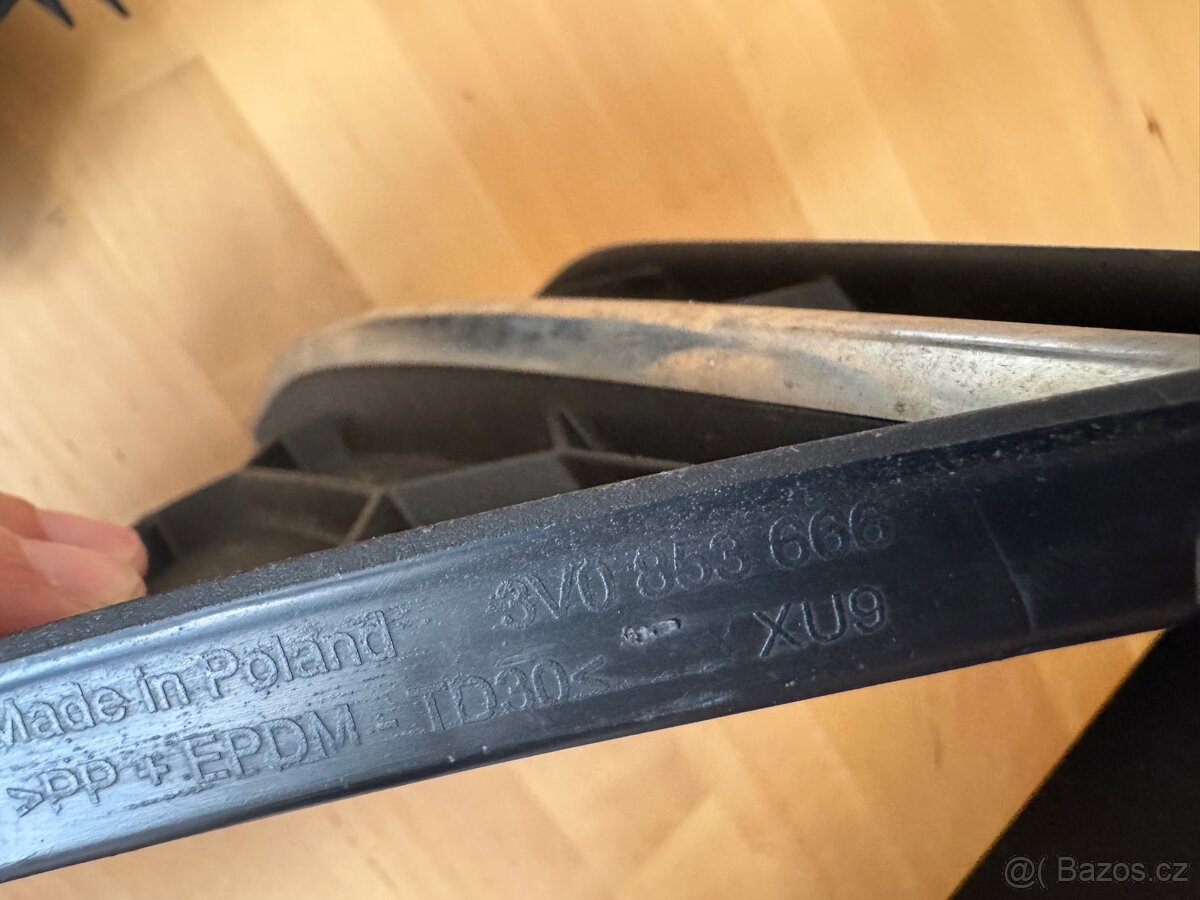 3V0 853 666
XU9
Made in Poland
>PP + EPDM - TD30<
@( Bazos.cz